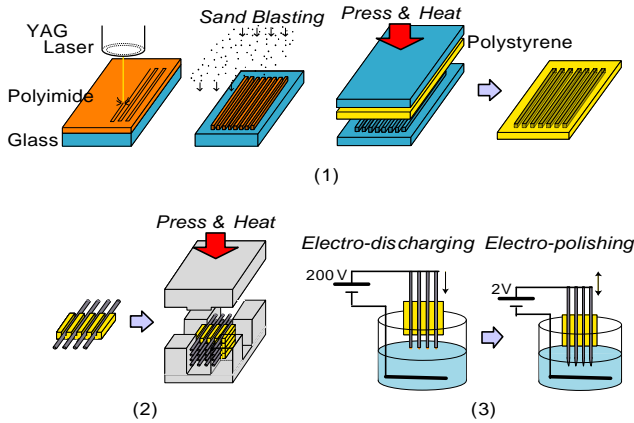 YAG
Laser
Polyimide
Glass
Sand Blasting
Press & Heat
Polystyrene
(1)
Press & Heat
(2)
Electro-discharging
200V
Electro-polishing
2V
(3)